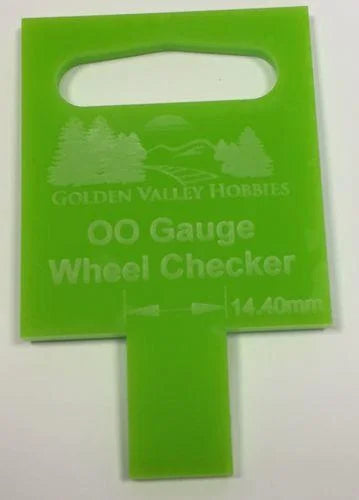 GOLDEN VALLEY HOBBIES
OO Gauge
Wheel Checker
14.40mm